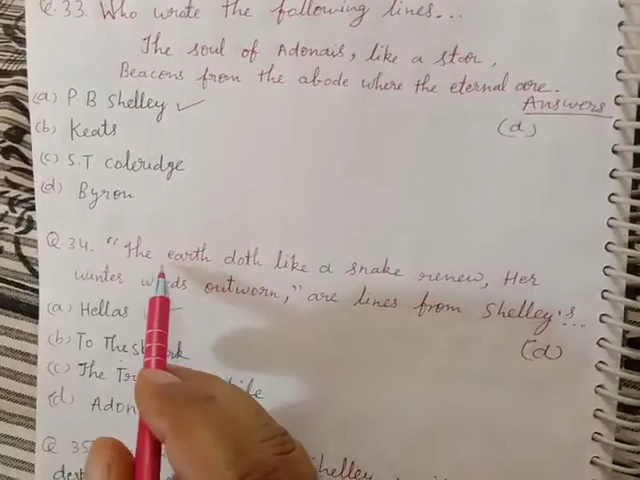 Q.33. Who wrote the following lines...
The soul of Adonais, like a star,
Beacons from the abode where the eternal are.
Answers
(a) P.B Shelley ✓
(d)
(b) Keats
(c) S.T. Coleridge
(d) Byron
Q.34. "The earth doth like a snake renew, Her
winter outworn," are lines from Shelley's...
(a) Hellas
(d)
(b) To The
(c) The
(d)
Q 35
Shelley